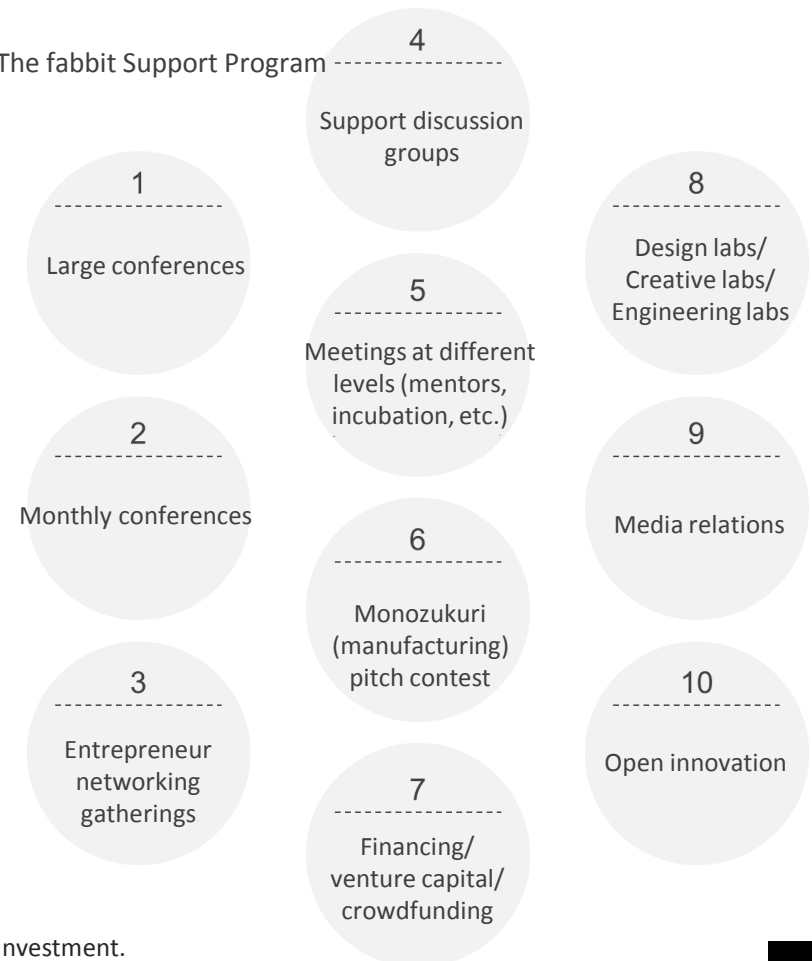 The fabbit Support Program
1
Large conferences
2
Monthly conferences
3
Entrepreneur
networking
gatherings
4
Support discussion
groups
5
Meetings at different
levels (mentors,
incubation, etc.)
6
Monozukuri
(manufacturing)
pitch contest
7
Financing/
venture capital/
crowdfunding
8
Design labs/
Creative labs/
Engineering labs
9
Media relations
10
Open innovation
nvestment.